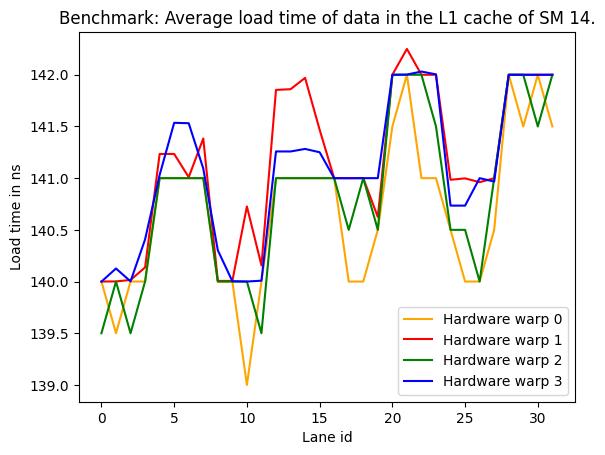 Benchmark: Average load time of data in the L1 cache of SM 14.
142.0
141.5
141.0
140.5
140.0
139.5
139.0
Load time in ns
Hardware warp 0
Hardware warp 1
Hardware warp 2
Hardware warp 3
0 5 10 15 20 25 30
Lane id